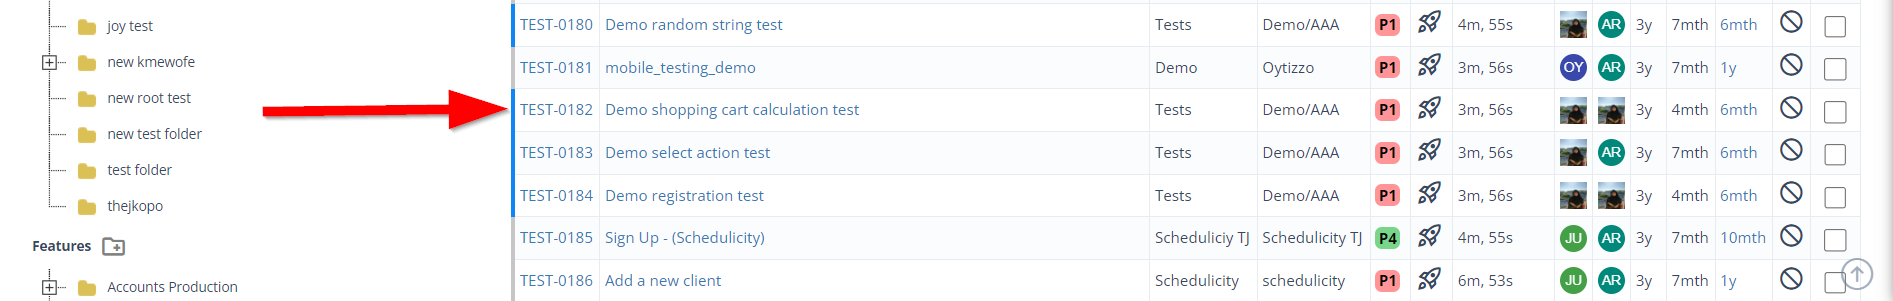 joy test
new kmewofe
new root test
new test folder
test folder
thejkopo
Features
Accounts Production
TEST-0180 Demo random string test Tests Demo/AAA P1 4m, 55s AR 3y 7mth 6mth
TEST-0181 mobile_testing_demo Demo Oytizzo P1 3m, 56s OY AR 3y 7mth 1y
TEST-0182 Demo shopping cart calculation test Tests Demo/AAA P1 3m, 56s 3y 4mth 6mth
TEST-0183 Demo select action test Tests Demo/AAA P1 3m, 56s AR 3y 7mth 6mth
TEST-0184 Demo registration test Tests Demo/AAA P1 3m, 56s 3y 4mth 6mth
TEST-0185 Sign Up - (Schedulicity) Scheduliciy TJ Schedulicity TJ P4 4m, 55s JU AR 3y 7mth 10mth
TEST-0186 Add a new client Schedulicity schedulicity P1 6m, 53s JU AR 3y 7mth 1y